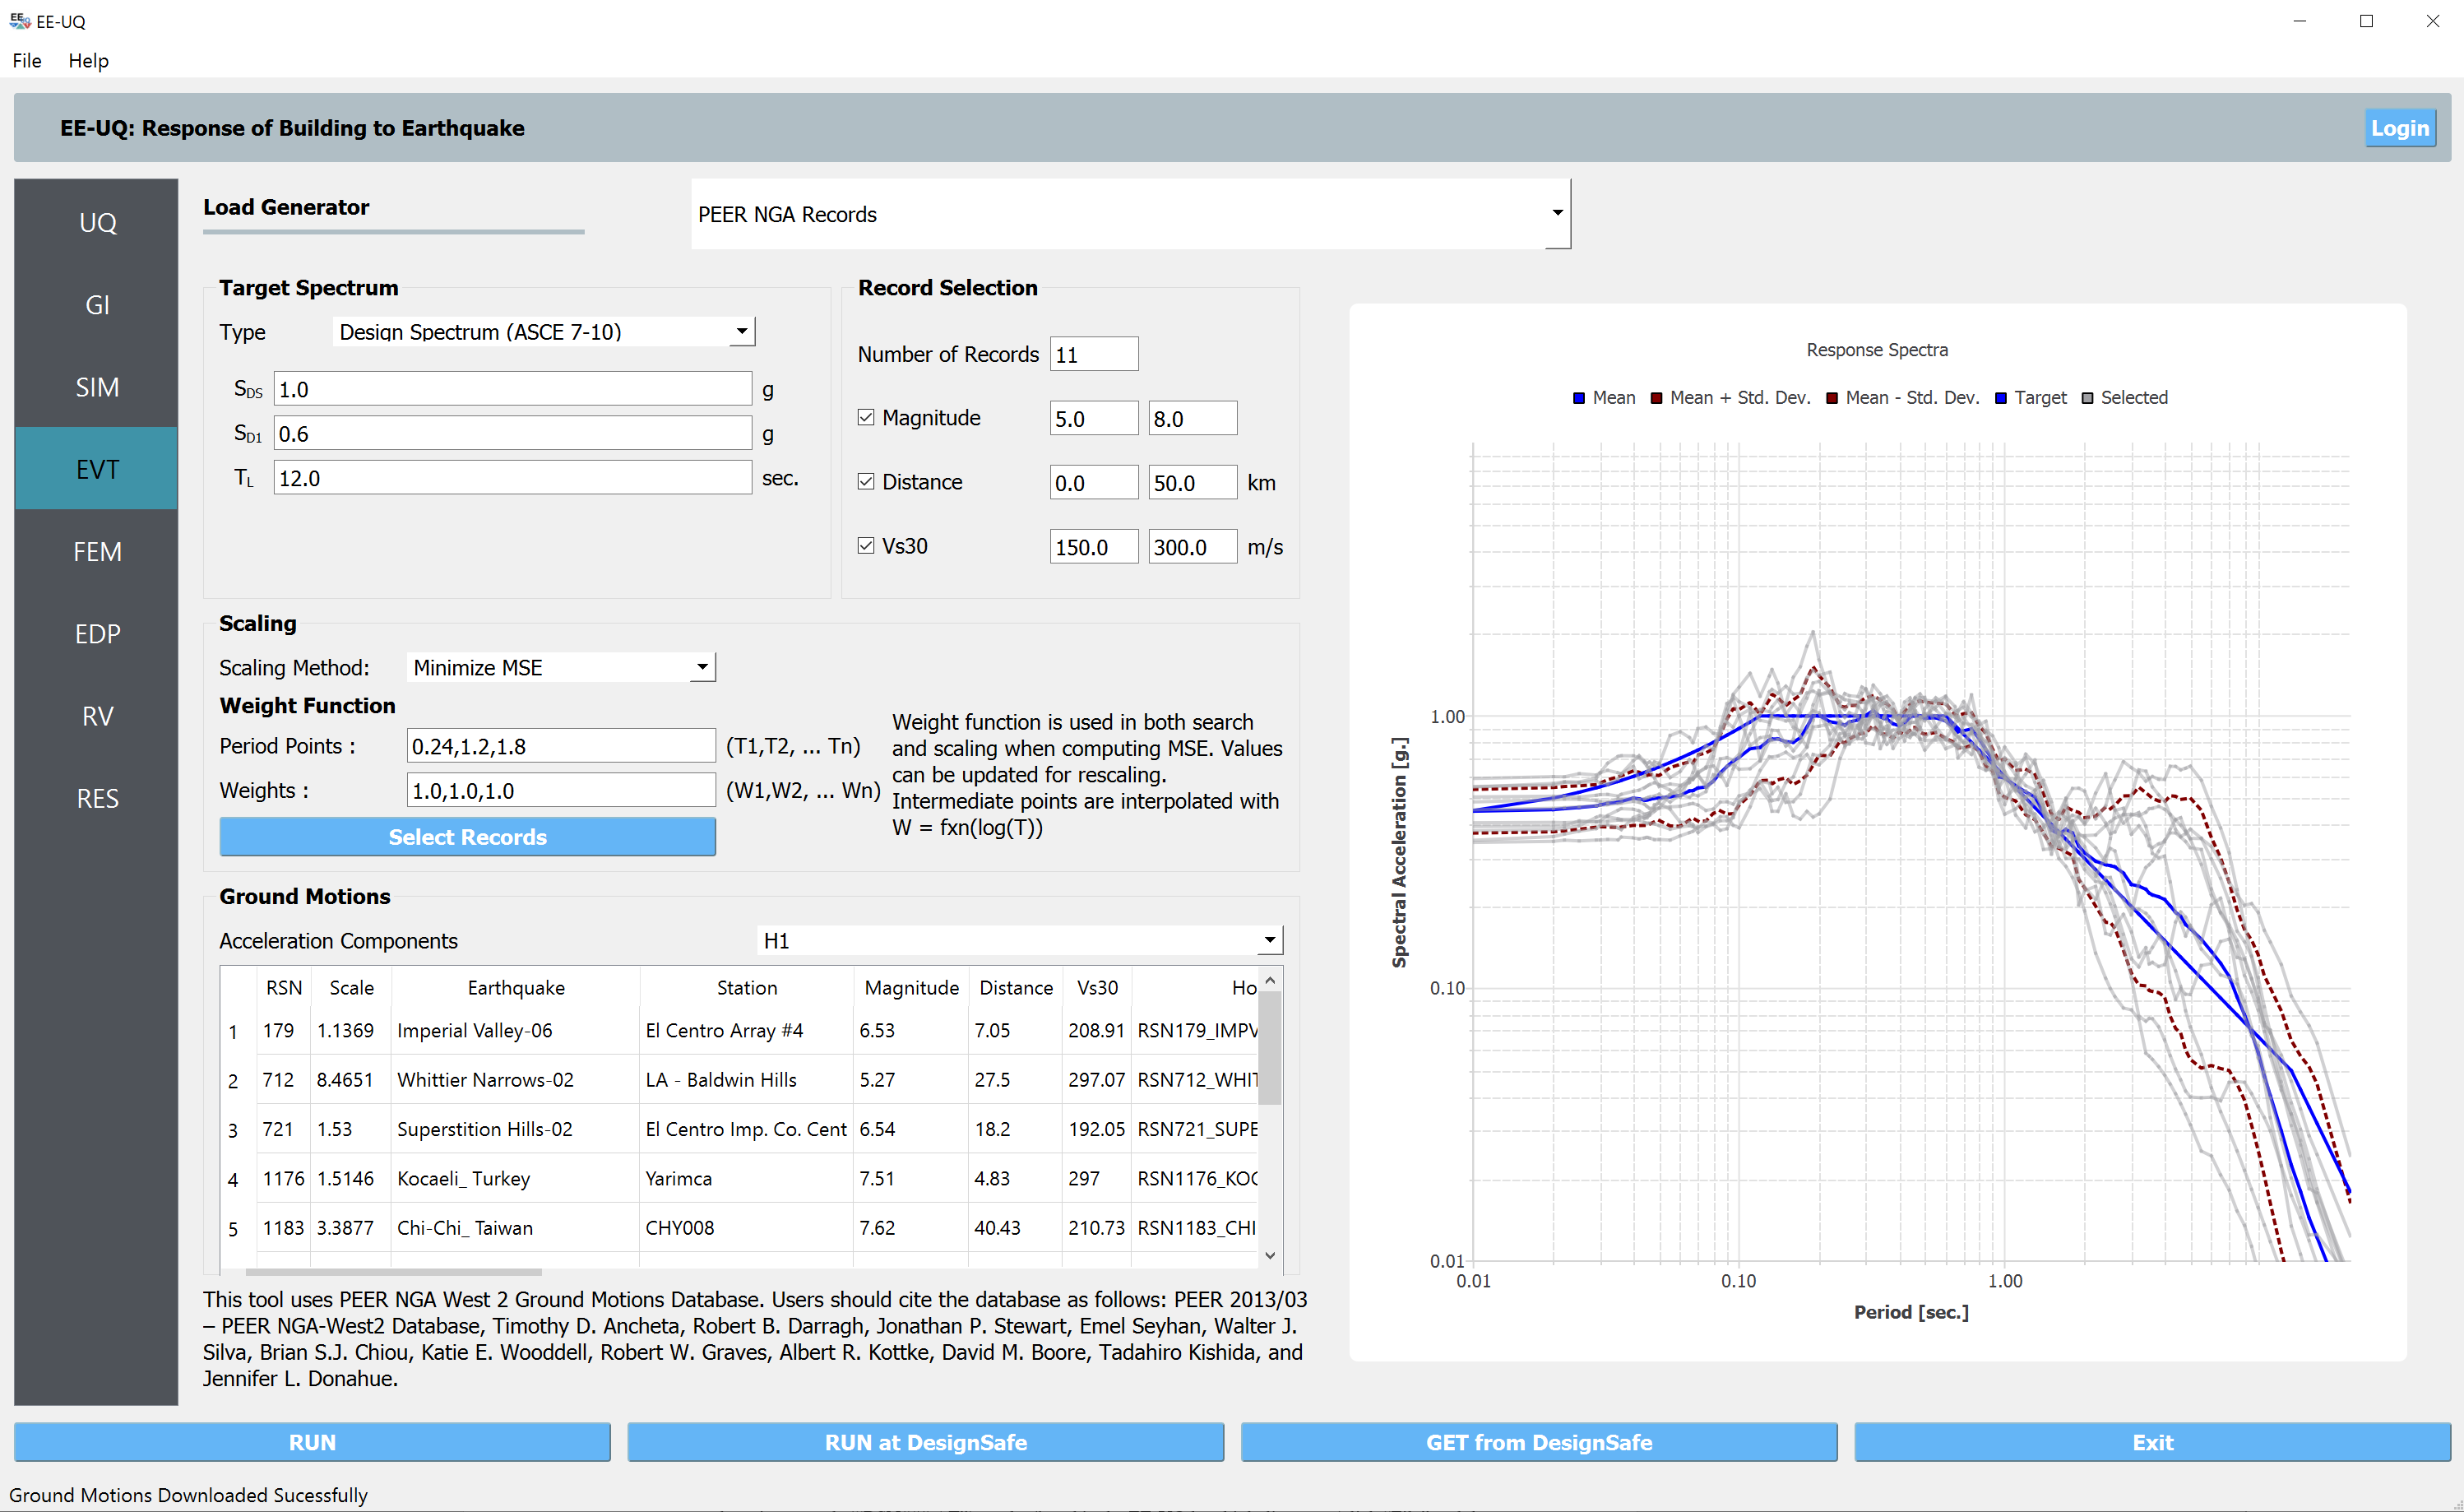 EE-UQ
File Help
EE-UQ: Response of Building to Earthquake
Login
UQ
GI
SIM
EVT
FEM
EDP
RV
RES
Load Generator
PEER NGA Records
Target Spectrum
Type Design Spectrum (ASCE 7-10)
SDS 1.0 g
SD1 0.6 g
TL 12.0 sec.
Record Selection
Number of Records 11
Magnitude 5.0 8.0
Distance 0.0 50.0 km
Vs30 150.0 300.0 m/s
Scaling
Scaling Method: Minimize MSE
Weight Function
Period Points : 0.24,1.2,1.8 (T1,T2, ... Tn)
Weights : 1.0,1.0,1.0 (W1,W2, ... Wn)
Select Records
Weight function is used in both search
and scaling when computing MSE. Values
can be updated for rescaling.
Intermediate points are interpolated with
W = fxn(log(T))
Ground Motions
Acceleration Components H1
RSN Scale Earthquake Station Magnitude Distance Vs30 Ho
1 179 1.1369 Imperial Valley-06 El Centro Array #4 6.53 7.05 208.91 RSN179_IMPV
2 712 8.4651 Whittier Narrows-02 LA - Baldwin Hills 5.27 27.5 297.07 RSN712_WHIT
3 721 1.53 Superstition Hills-02 El Centro Imp. Co. Cent 6.54 18.2 192.05 RSN721_SUPE
4 1176 1.5146 Kocaeli_ Turkey Yarimca 7.51 4.83 297 RSN1176_KOC
5 1183 3.3877 Chi-Chi_ Taiwan CHY008 7.62 40.43 210.73 RSN1183_CHI
This tool uses PEER NGA West 2 Ground Motions Database. Users should cite the database as follows: PEER 2013/03
– PEER NGA-West2 Database, Timothy D. Ancheta, Robert B. Darragh, Jonathan P. Stewart, Emel Seyhan, Walter J.
Silva, Brian S.J. Chiou, Katie E. Wooddell, Robert W. Graves, Albert R. Kottke, David M. Boore, Tadahiro Kishida, and
Jennifer L. Donahue.
Response Spectra
Mean Mean + Std. Dev. Mean - Std. Dev. Target Selected
Spectral Acceleration [g.]
1.00
0.10
0.01
0.01 0.10 1.00
Period [sec.]
RUN
RUN at DesignSafe
GET from DesignSafe
Exit
Ground Motions Downloaded Sucessfully